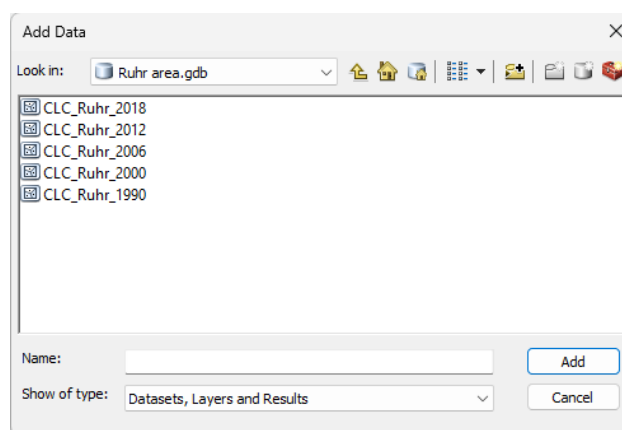 Add Data
Look in: Ruhr area.gdb
CLC_Ruhr_2018
CLC_Ruhr_2012
CLC_Ruhr_2006
CLC_Ruhr_2000
CLC_Ruhr_1990
Name: Add
Show of type: Datasets, Layers and Results Cancel